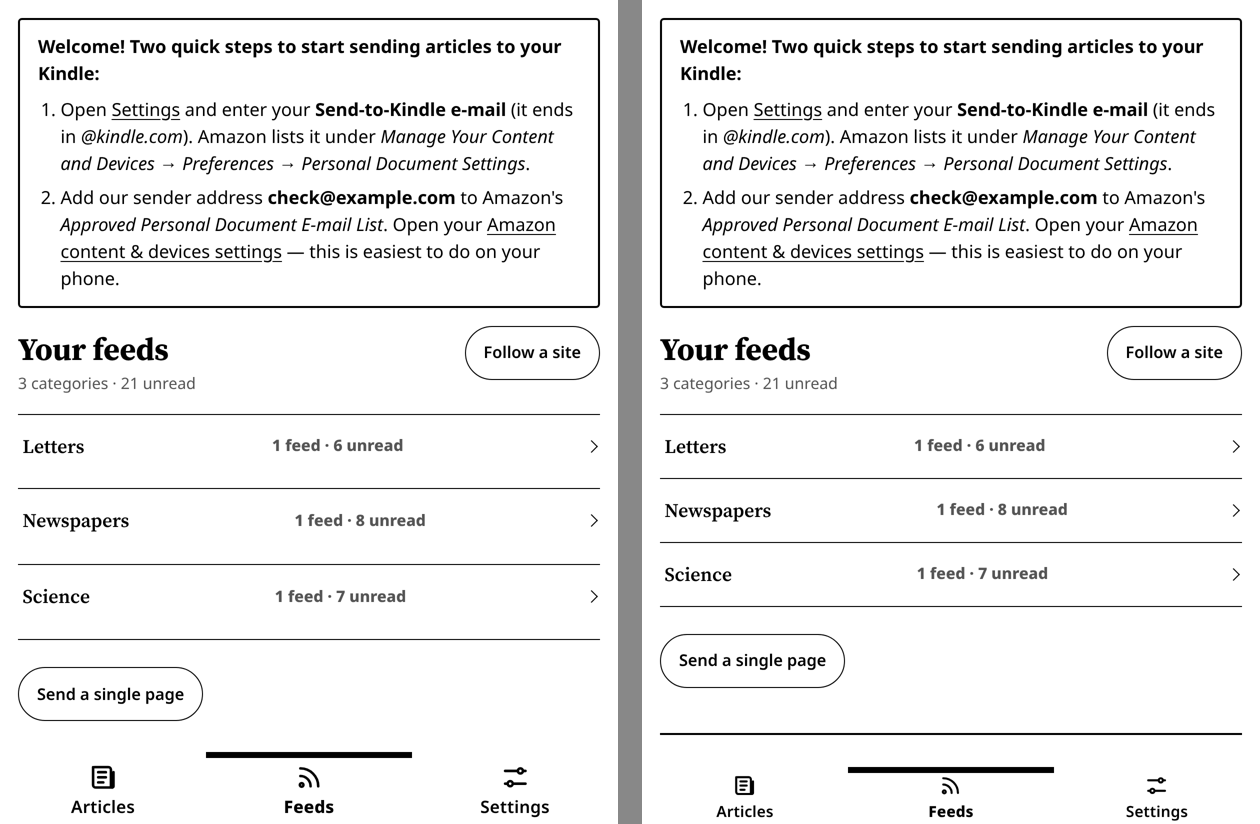 Welcome! Two quick steps to start sending articles to your
Kindle:
1. Open Settings and enter your Send-to-Kindle e-mail (it ends
in @kindle.com). Amazon lists it under Manage Your Content
and Devices → Preferences → Personal Document Settings.
2. Add our sender address check@example.com to Amazon's
Approved Personal Document E-mail List. Open your Amazon
content & devices settings — this is easiest to do on your
phone.
Your feeds
Follow a site
3 categories · 21 unread
Letters 1 feed · 6 unread
Newspapers 1 feed · 8 unread
Science 1 feed · 7 unread
Send a single page
Articles Feeds Settings
Welcome! Two quick steps to start sending articles to your
Kindle:
1. Open Settings and enter your Send-to-Kindle e-mail (it ends
in @kindle.com). Amazon lists it under Manage Your Content
and Devices → Preferences → Personal Document Settings.
2. Add our sender address check@example.com to Amazon's
Approved Personal Document E-mail List. Open your Amazon
content & devices settings — this is easiest to do on your
phone.
Your feeds
Follow a site
3 categories · 21 unread
Letters 1 feed · 6 unread
Newspapers 1 feed · 8 unread
Science 1 feed · 7 unread
Send a single page
Articles Feeds Settings